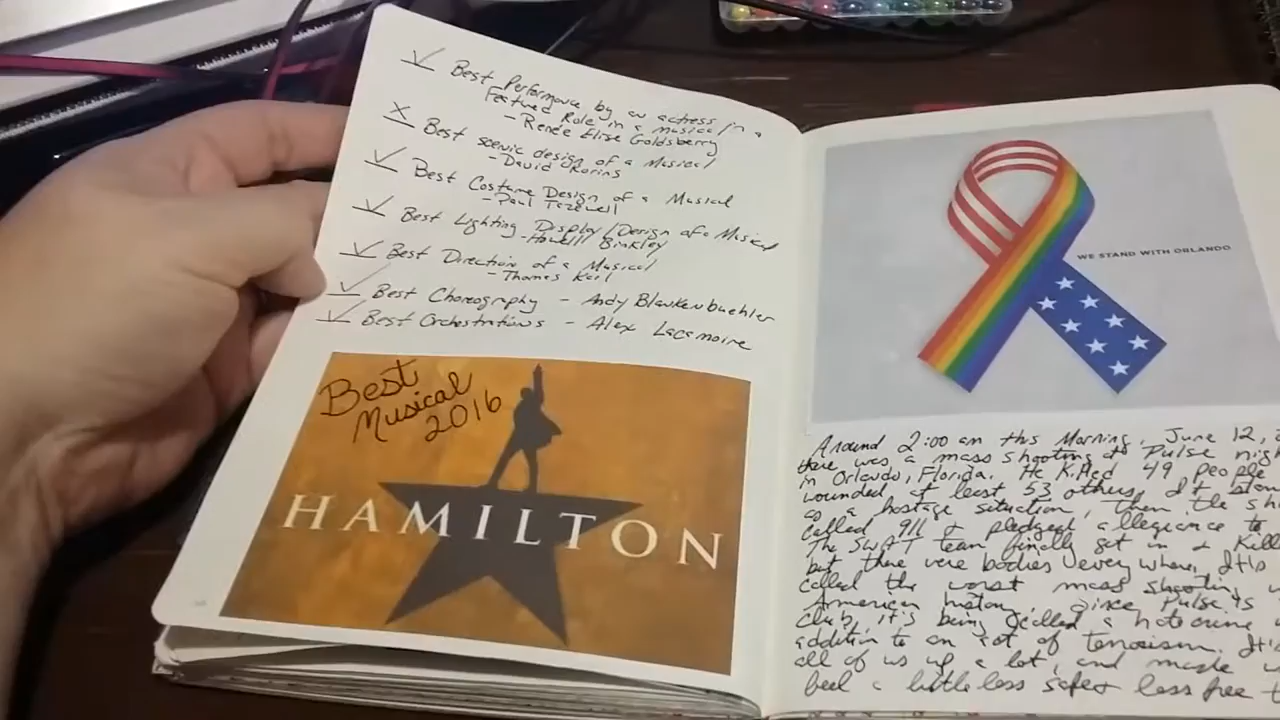 Best Performance by an actress in a
Featured Role in a musical
- Renée Elise Goldsberry
Best scenic design of a Musical
- David Korins
Best Costume Design of a Musical
- Paul Tazewell
Best Lighting Display/Design of a Musical
- Howell Binkley
Best Direction of a Musical
- Thomas Kail
Best Choreography - Andy Blankenbuehler
Best Orchestrations - Alex Lacamoire
Best
Musical
2016
HAMILTON
WE STAND WITH ORLANDO
Around 2:00 am this Morning, June 12,
there was a mass shooting at Pulse
in Orlando, Florida. He killed 49 people
wounded at least 53 others. It
as a hostage situation, then the
called 911 & pledged allegiance to
The SWAT team finally got in &
but there were bodies every where. It's
called the worst mass shooting
American history. Since Pulse is
club, it's being called a hate crime
addition to an act of terrorism. It's
all of us up a lot, and made
feel a little less safe & less free